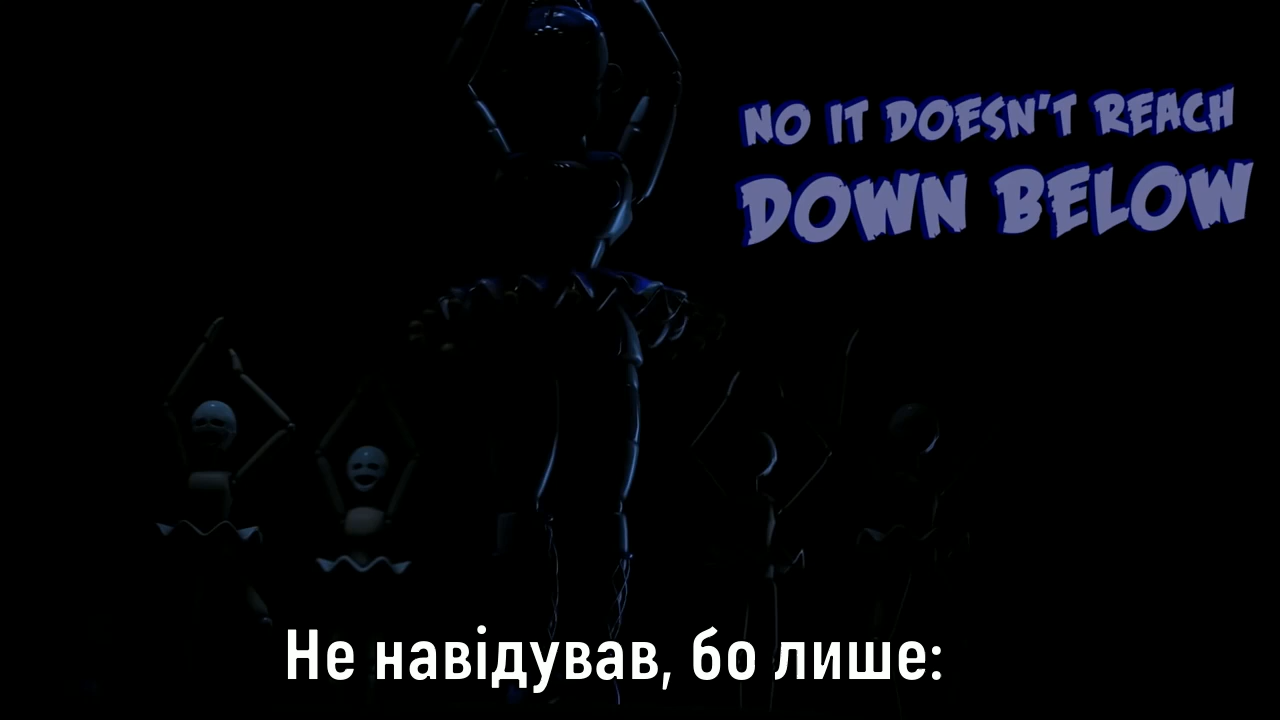 NO IT DOESN'T REACH
DOWN BELOW
Не навідував, бо лише: